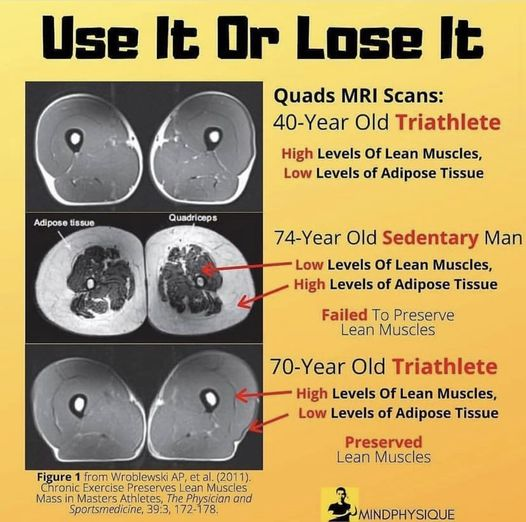 Use It Or Lose It
Quads MRI Scans:
40-Year Old Triathlete
High Levels Of Lean Muscles,
Low Levels of Adipose Tissue
Adipose tissue
Quadriceps
74-Year Old Sedentary Man
Low Levels Of Lean Muscles,
High Levels of Adipose Tissue
Failed To Preserve
Lean Muscles
70-Year Old Triathlete
High Levels Of Lean Muscles,
Low Levels of Adipose Tissue
Preserved
Lean Muscles
Figure 1 from Wroblewski AP, et al. (2011).
Chronic Exercise Preserves Lean Muscles
Mass in Masters Athletes, The Physician and
Sportsmedicine, 39:3, 172-178.
MINDPHYSIQUE